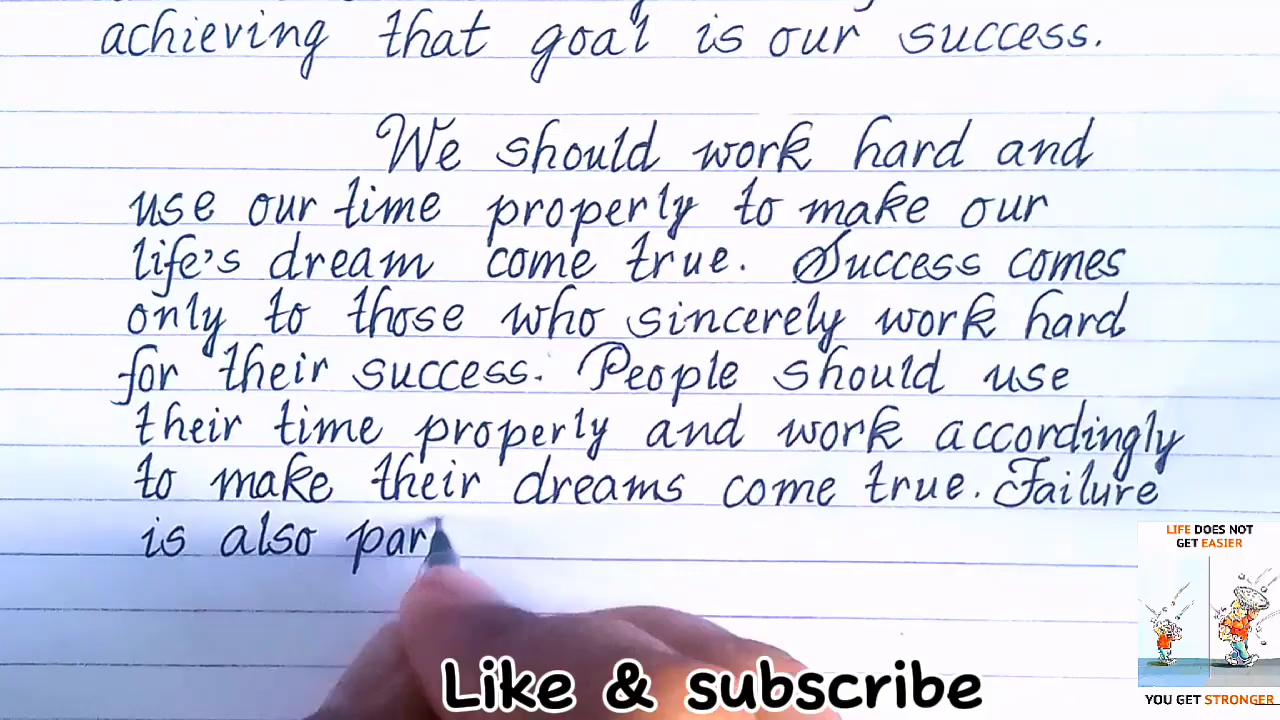 achieving that goal is our success.
We should work hard and
use our time properly to make our
life's dream come true. Success comes
only to those who sincerely work hard
for their success. People should use
their time properly and work accordingly
to make their dreams come true. Failure
is also par
LIFE DOES NOT
GET EASIER
YOU GET STRONGER
Like & subscribe